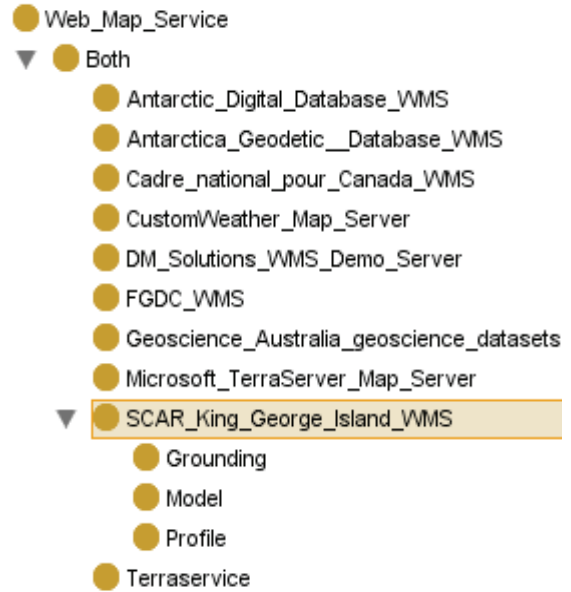 Web_Map_Service
Both
Antarctic_Digital_Database_WMS
Antarctica_Geodetic__Database_WMS
Cadre_national_pour_Canada_WMS
CustomWeather_Map_Server
DM_Solutions_WMS_Demo_Server
FGDC_WMS
Geoscience_Australia_geoscience_datasets
Microsoft_TerraServer_Map_Server
SCAR_King_George_Island_WMS
Grounding
Model
Profile
Terraservice